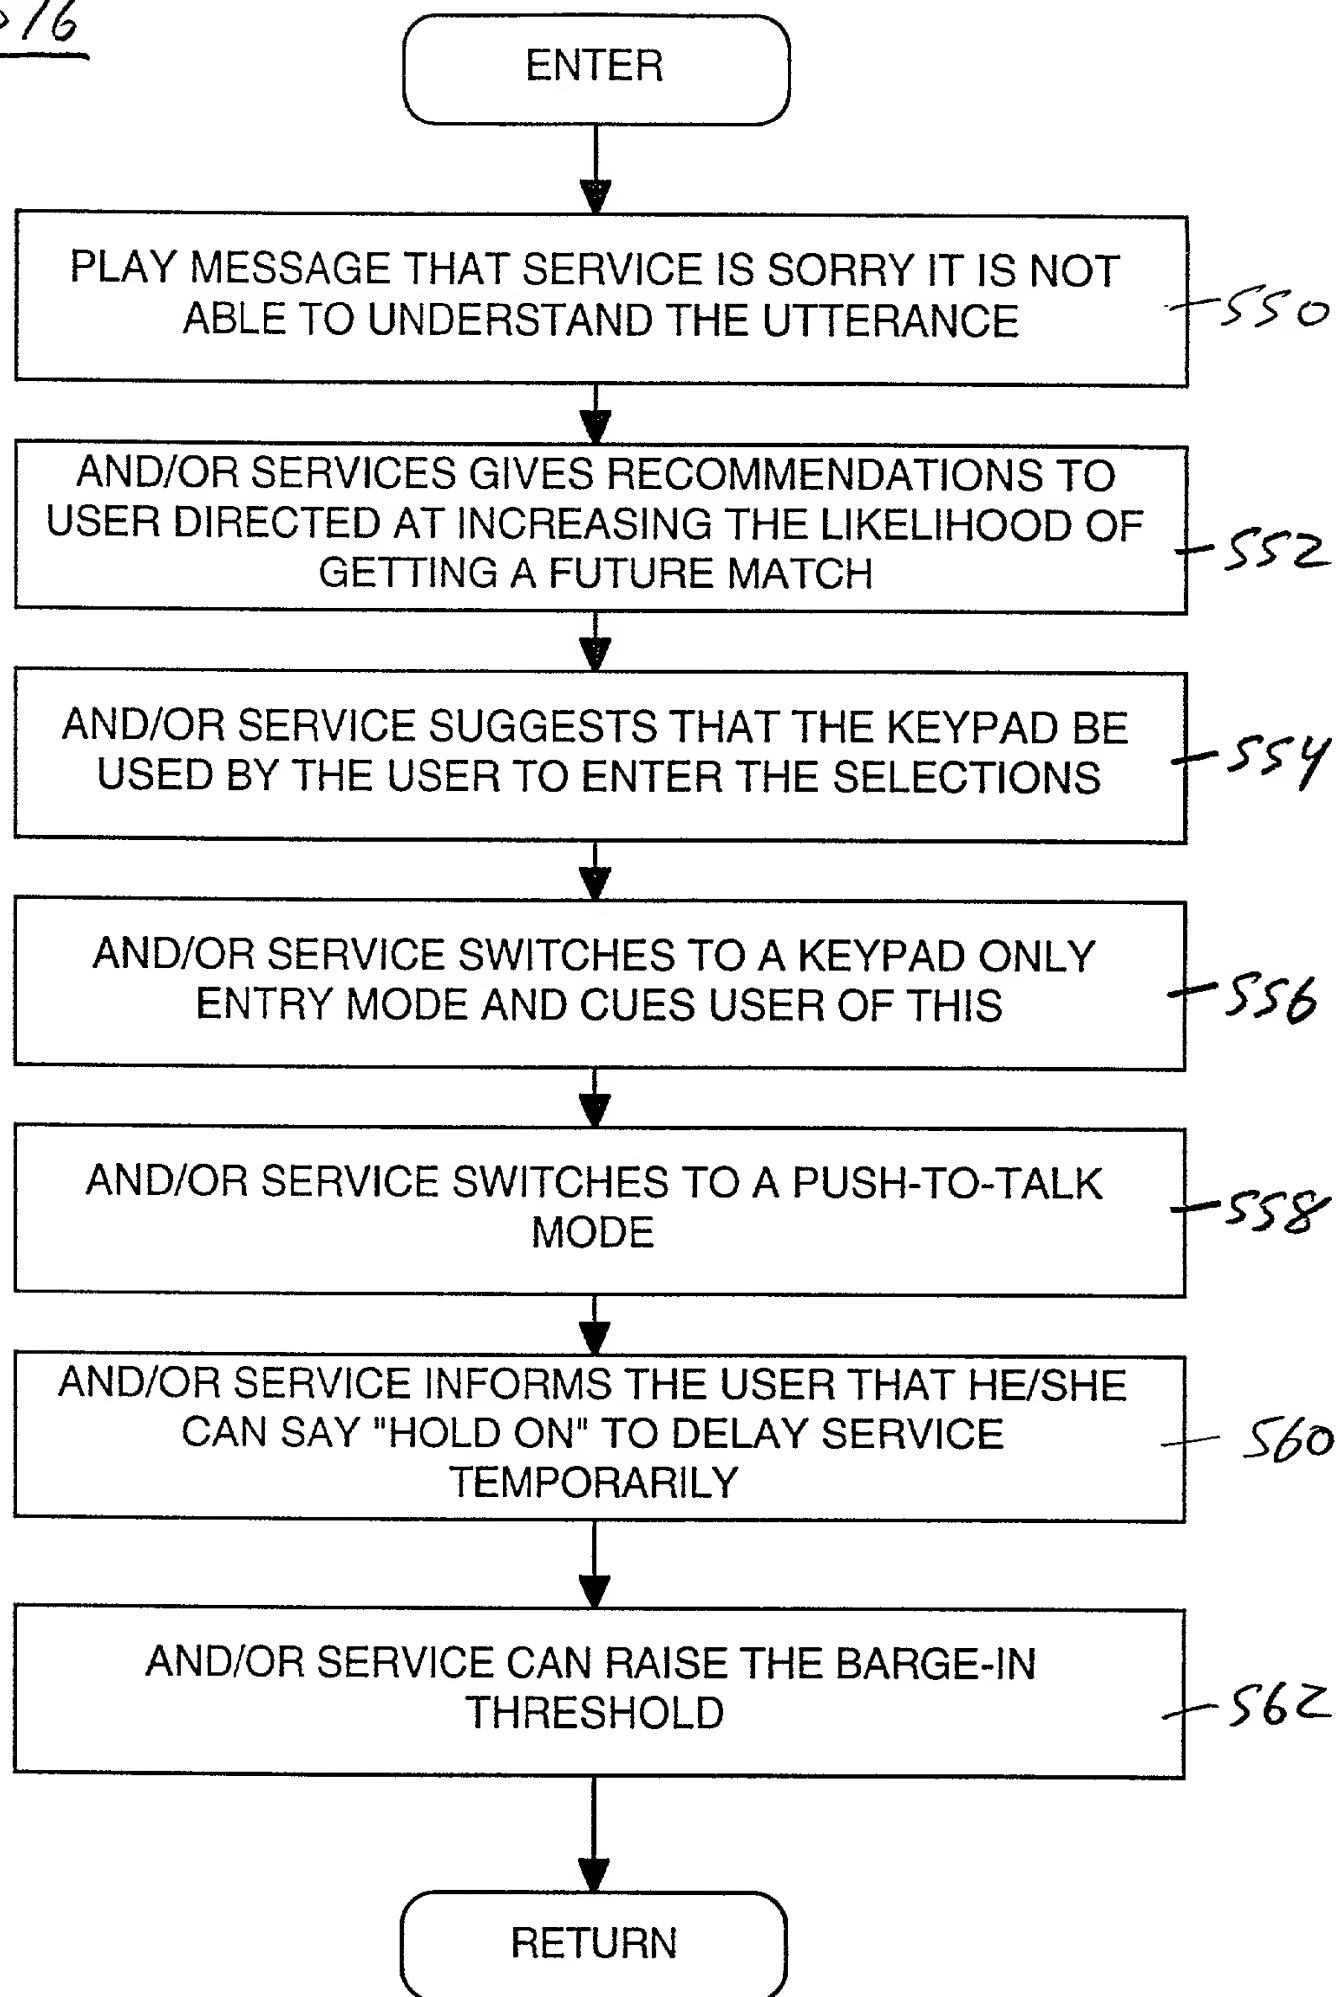 516
ENTER
PLAY MESSAGE THAT SERVICE IS SORRY IT IS NOT
ABLE TO UNDERSTAND THE UTTERANCE
550
AND/OR SERVICES GIVES RECOMMENDATIONS TO
USER DIRECTED AT INCREASING THE LIKELIHOOD OF
GETTING A FUTURE MATCH
552
AND/OR SERVICE SUGGESTS THAT THE KEYPAD BE
USED BY THE USER TO ENTER THE SELECTIONS
554
AND/OR SERVICE SWITCHES TO A KEYPAD ONLY
ENTRY MODE AND CUES USER OF THIS
556
AND/OR SERVICE SWITCHES TO A PUSH-TO-TALK
MODE
558
AND/OR SERVICE INFORMS THE USER THAT HE/SHE
CAN SAY "HOLD ON" TO DELAY SERVICE
TEMPORARILY
560
AND/OR SERVICE CAN RAISE THE BARGE-IN
THRESHOLD
562
RETURN